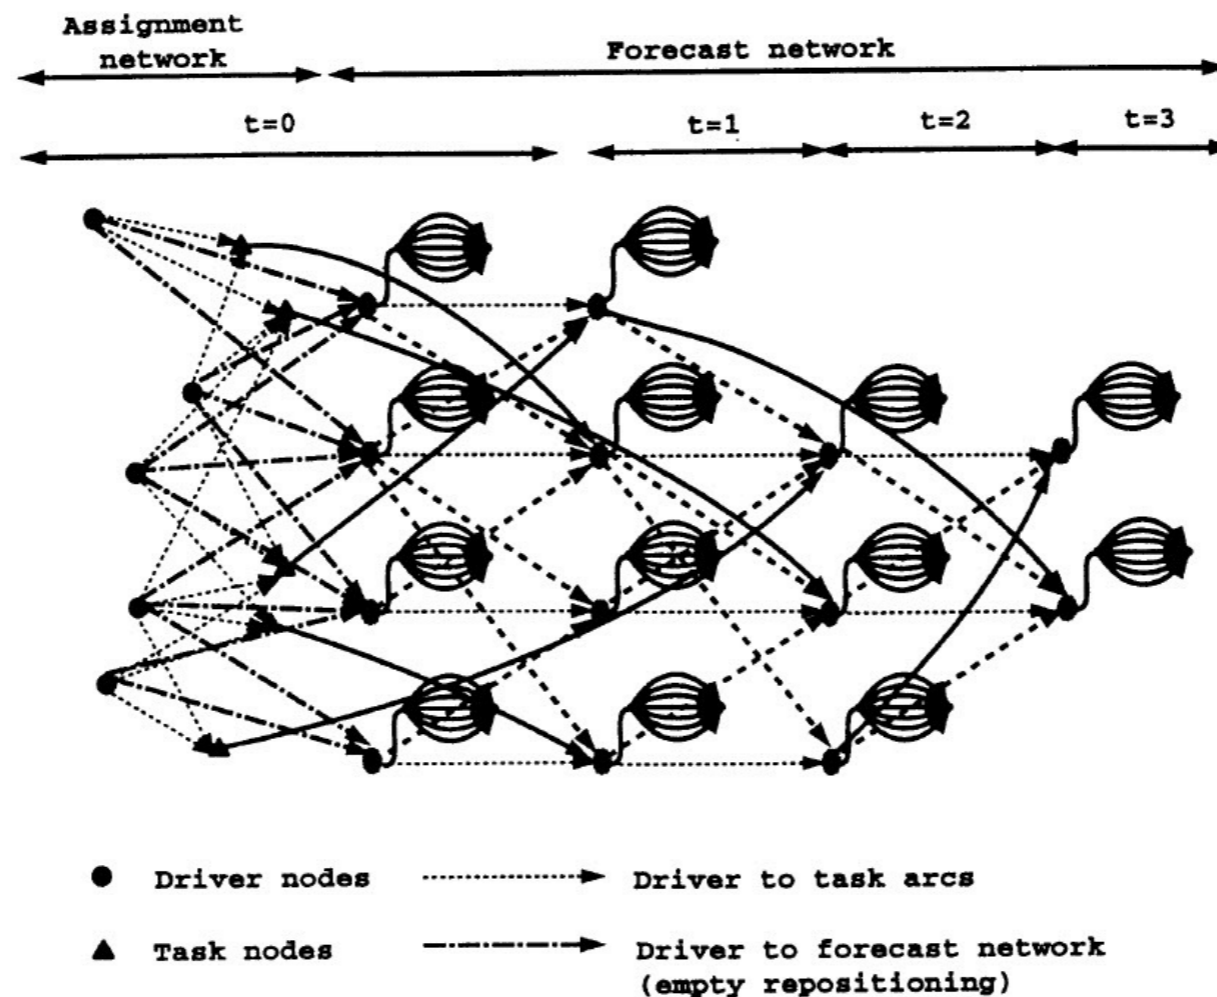 Assignment
network
Forecast network
t=0
t=1
t=2
t=3
Driver nodes
Driver to task arcs
Task nodes
Driver to forecast network
(empty repositioning)